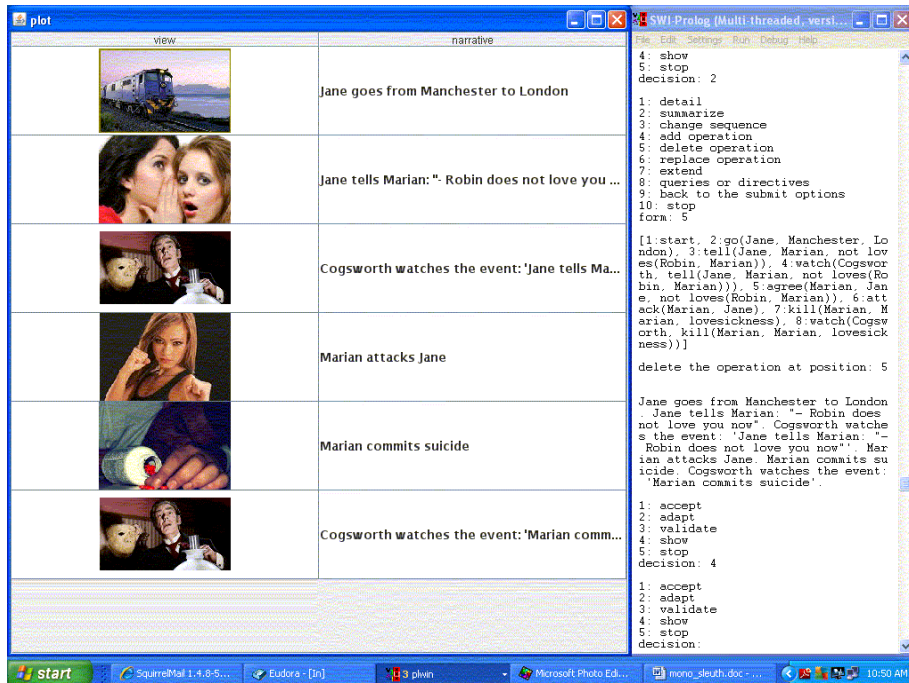 plot
view
narrative
Jane goes from Manchester to London
Jane tells Marian: "- Robin does not love you ...
Cogsworth watches the event: 'Jane tells Ma...
Marian attacks Jane
Marian commits suicide
Cogsworth watches the event: 'Marian comm...
SWI-Prolog (Multi-threaded, versi...
File Edit Settings Run Debug Help
4: show
5: stop
decision: 2
1: detail
2: summarize
3: change sequence
4: add operation
5: delete operation
6: replace operation
7: extend
8: queries or directives
9: back to the submit options
10: stop
form: 5
[1:start, 2:go(Jane, Manchester, Lo
ndon), 3:tell(Jane, Marian, not lov
es(Robin, Marian)), 4:watch(Cogswor
th, tell(Jane, Marian, not loves(Ro
bin, Marian))), 5:agree(Marian, Jan
e, not loves(Robin, Marian)), 6:att
ack(Marian, Jane), 7:kill(Marian, M
arian, lovesickness), 8:watch(Cogsw
orth, kill(Marian, Marian, lovesick
ness))]
delete the operation at position: 5
Jane goes from Manchester to London
. Jane tells Marian: "- Robin does
not love you now". Cogsworth watche
s the event: 'Jane tells Marian: "-
Robin does not love you now"'. Mar
ian attacks Jane. Marian commits su
icide. Cogsworth watches the event:
'Marian commits suicide'.
1: accept
2: adapt
3: validate
4: show
5: stop
decision: 4
1: accept
2: adapt
3: validate
4: show
5: stop
decision:
start
SquirrelMail 1.4.8-5...
Eudora - [In]
3 plwin
Microsoft Photo Edi...
mono_sleuth.doc - ...
10:50 AM